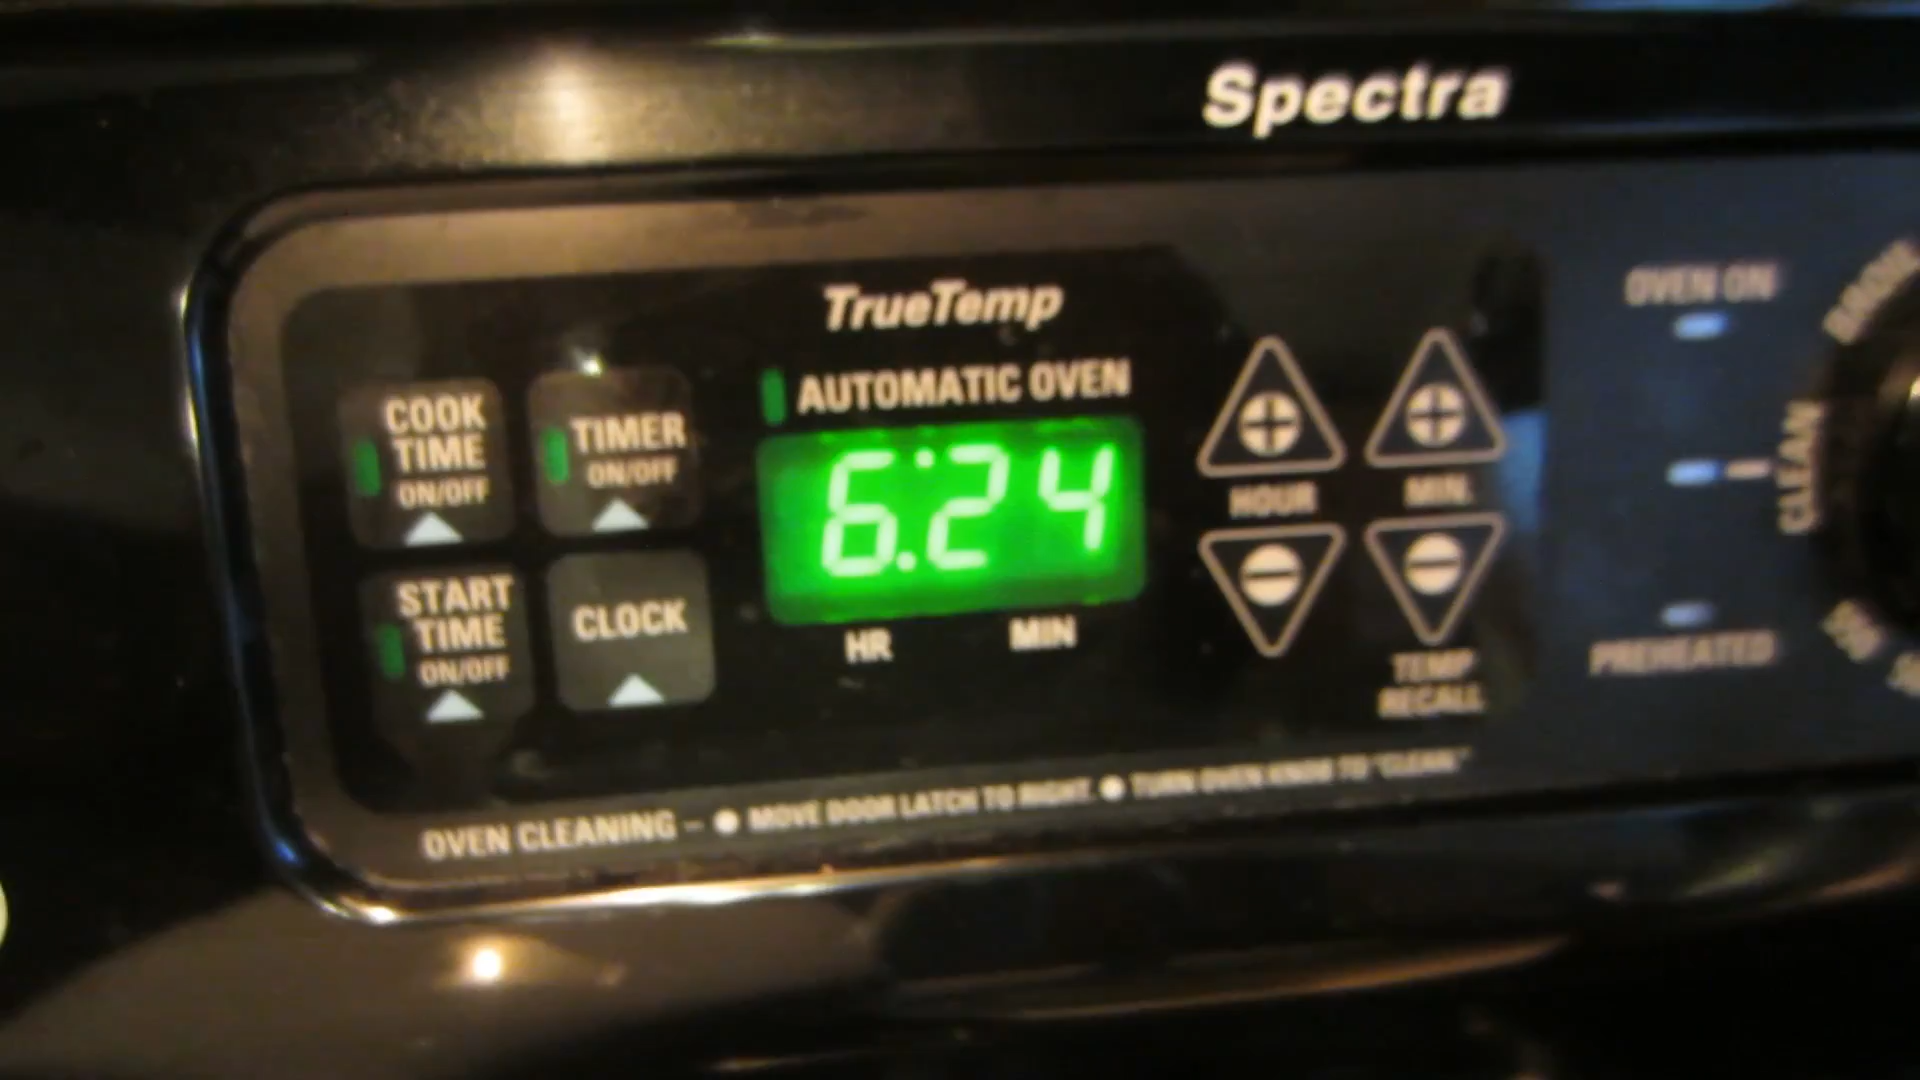 Spectra
TrueTemp
AUTOMATIC OVEN
COOK
TIME
ON/OFF
TIMER
ON/OFF
6:24
HR
MIN
START
TIME
ON/OFF
CLOCK
HOUR
MIN.
TEMP
RECALL
OVEN ON
CLEAN
PREHEATED
BROIL
OVEN CLEANING – ● MOVE DOOR LATCH TO RIGHT. ● TURN OVEN KNOB TO "CLEAN."